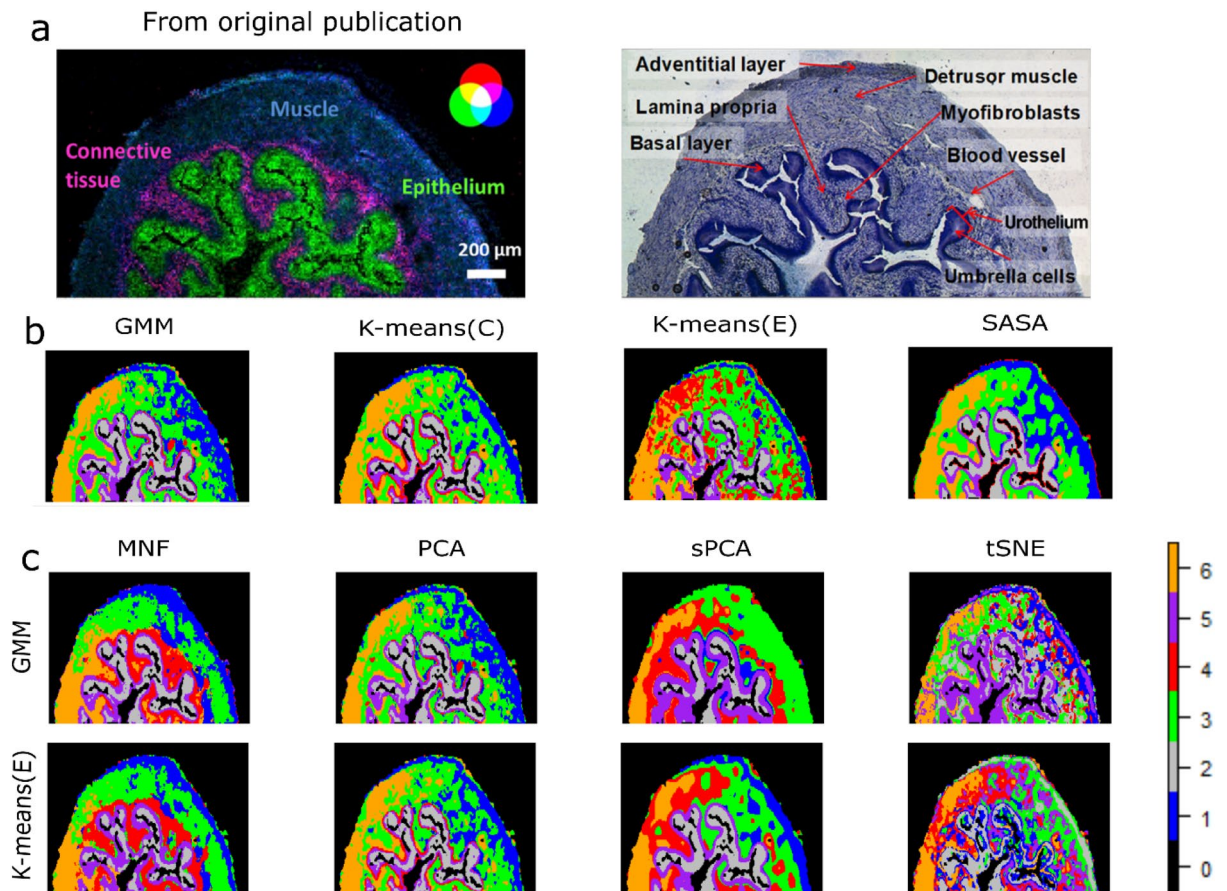 From original publication
a
Muscle
Connective
tissue
Epithelium
200 µm
Adventitial layer
Detrusor muscle
Lamina propria
Myofibroblasts
Basal layer
Blood vessel
Urothelium
Umbrella cells
b
GMM
K-means(C)
K-means(E)
SASA
c
MNF
PCA
sPCA
tSNE
GMM
K-means(E)
6
5
4
3
2
1
0